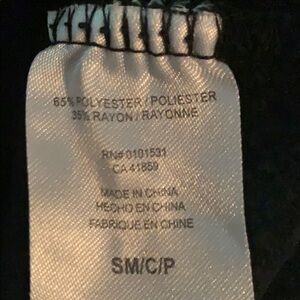 65% POLYESTER / POLIESTER
35% RAYON / RAYONNE
RN# 0101531
CA 41859
MADE IN CHINA
HECHO EN CHINA
FABRIQUE EN CHINE
SM/C/P